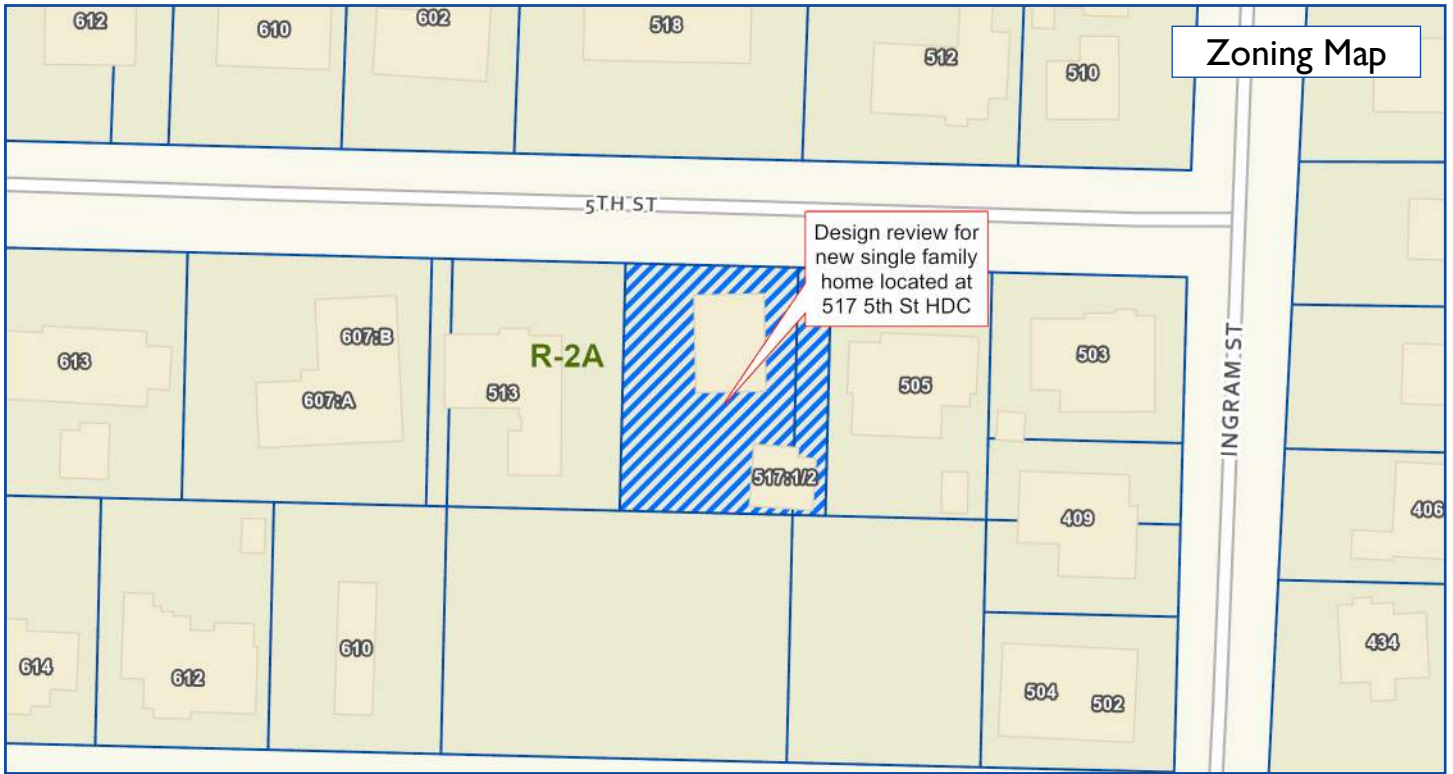 612
610
602
518
512
510
Zoning Map
5TH ST
Design review for
new single family
home located at
517 5th St HDC
613
607:B
607:A
513
R-2A
505
503
INGRAM ST
517:1/2
409
406
614
612
610
504
502
434